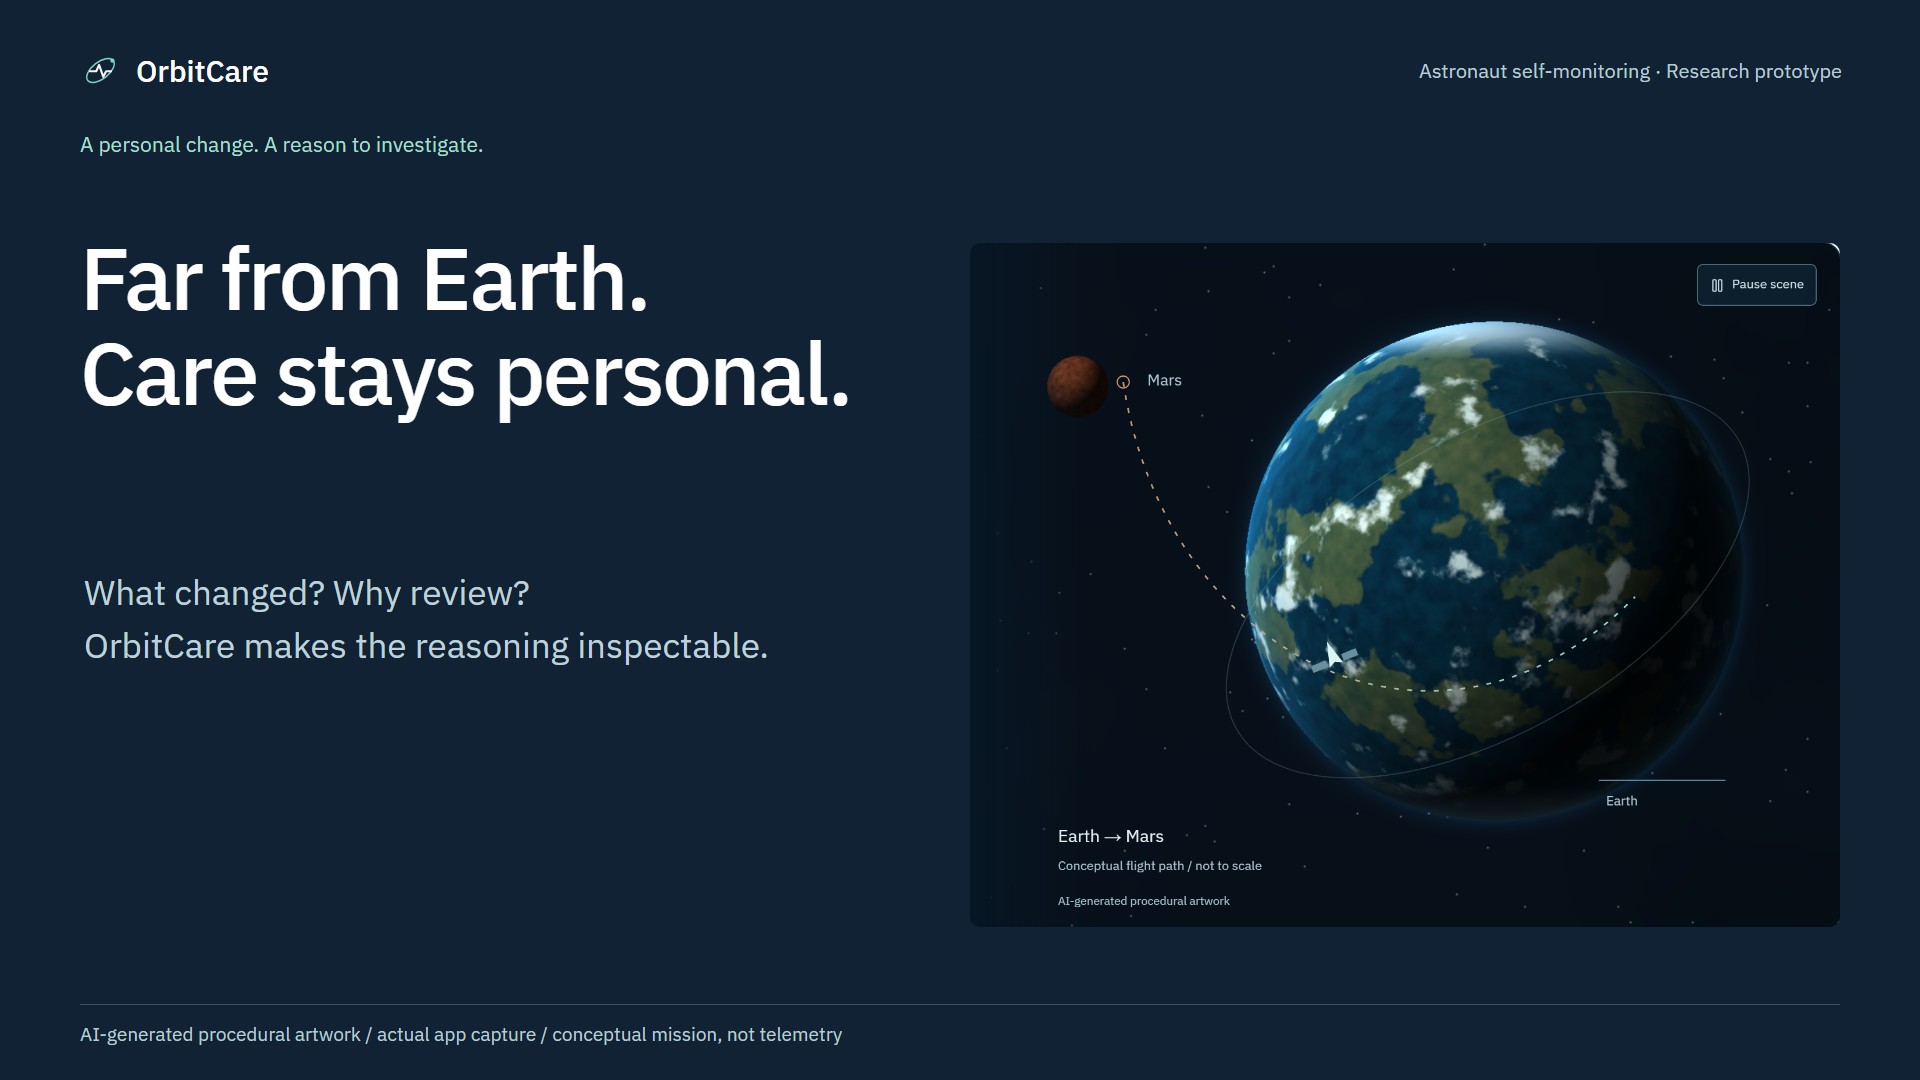 OrbitCare
Astronaut self-monitoring · Research prototype
A personal change. A reason to investigate.
Far from Earth.
Care stays personal.
What changed? Why review?
OrbitCare makes the reasoning inspectable.
Pause scene
Mars
Earth
Earth → Mars
Conceptual flight path / not to scale
AI-generated procedural artwork
AI-generated procedural artwork / actual app capture / conceptual mission, not telemetry